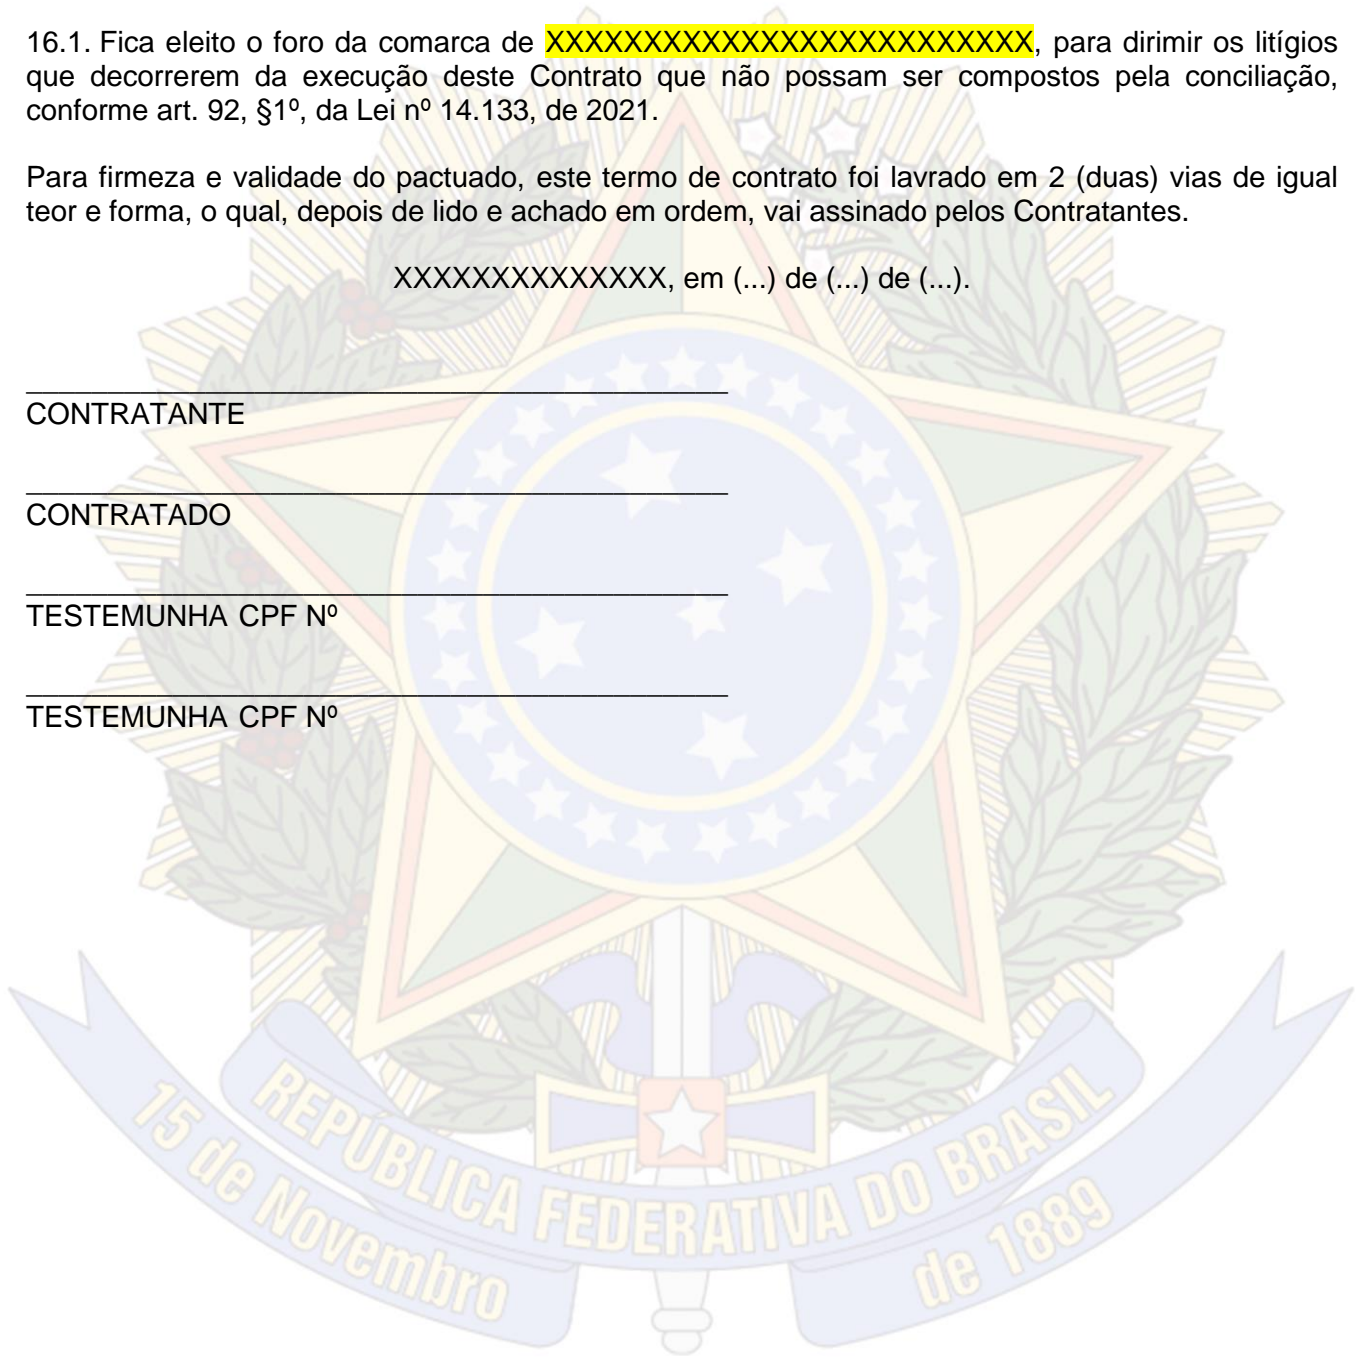 16.1. Fica eleito o foro da comarca de XXXXXXXXXXXXXXXXXXXXXXXXX, para dirimir os litígios
que decorrerem da execução deste Contrato que não possam ser compostos pela conciliação,
conforme art. 92, §1º, da Lei nº 14.133, de 2021.
Para firmeza e validade do pactuado, este termo de contrato foi lavrado em 2 (duas) vias de igual
teor e forma, o qual, depois de lido e achado em ordem, vai assinado pelos Contratantes.
XXXXXXXXXXXXXX, em (...) de (...) de (...).
CONTRATANTE
CONTRATADO
TESTEMUNHA CPF Nº
TESTEMUNHA CPF Nº
REPÚBLICA FEDERATIVA DO BRASIL
15 de Novembro de 1889